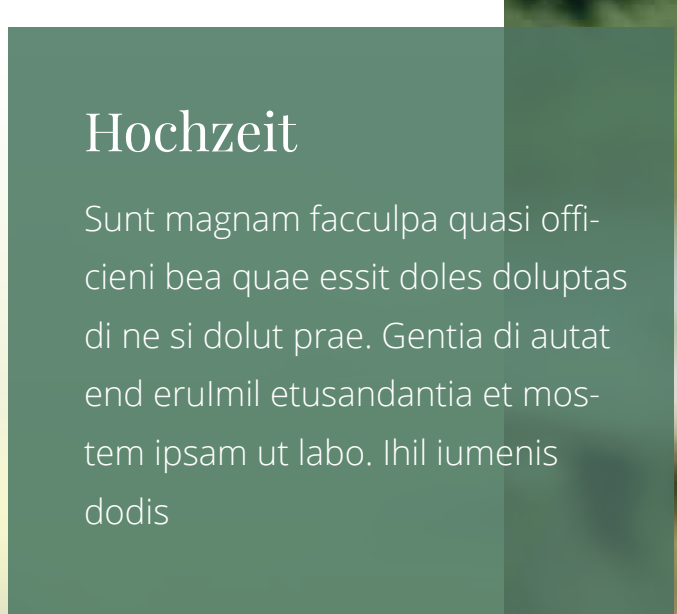 Hochzeit
Sunt magnam facculpa quasi offi-
cieni bea quae essit doles doluptas
di ne si dolut prae. Gentia di autat
end eruImil etusandantia et mos-
tem ipsam ut labo. Ihil iumenis
dodis